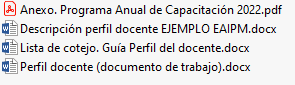 Anexo. Programa Anual de Capacitación 2022.pdf
Descripción perfil docente EJEMPLO EAIPM.docx
Lista de cotejo. Guía Perfil del docente.docx
Perfil docente (documento de trabajo).docx